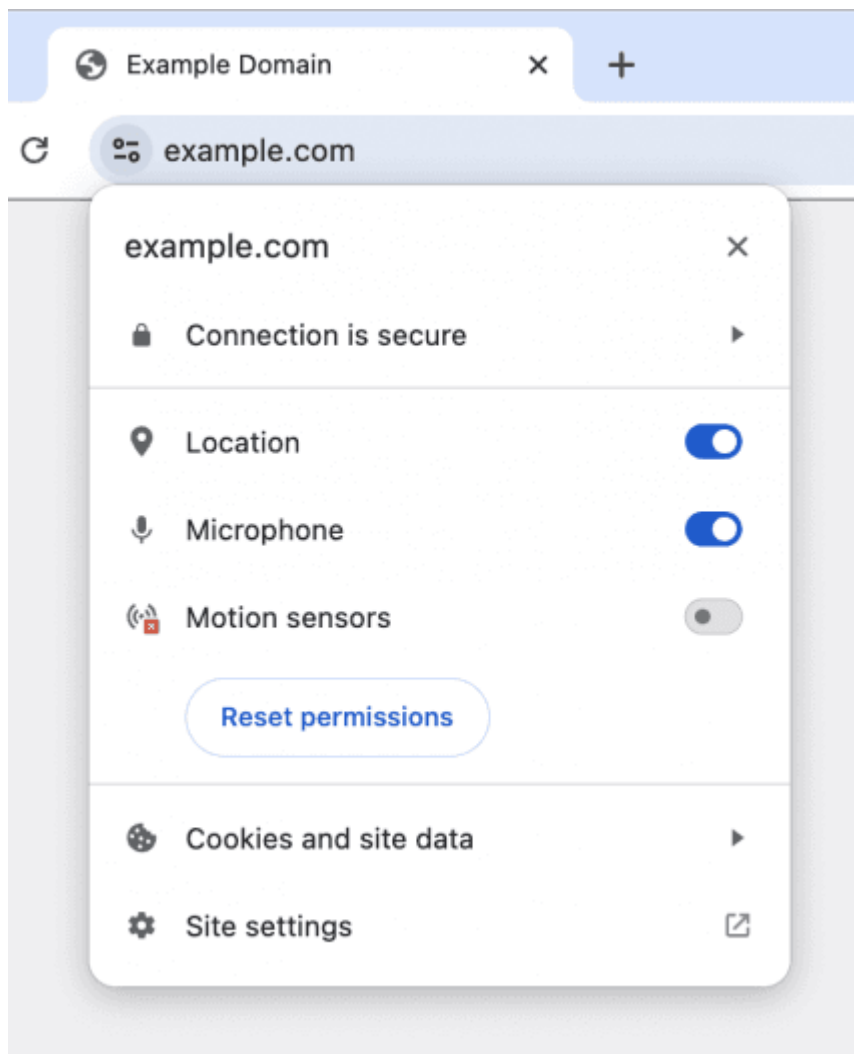 Example Domain
example.com
example.com
Connection is secure
Location
Microphone
Motion sensors
Reset permissions
Cookies and site data
Site settings